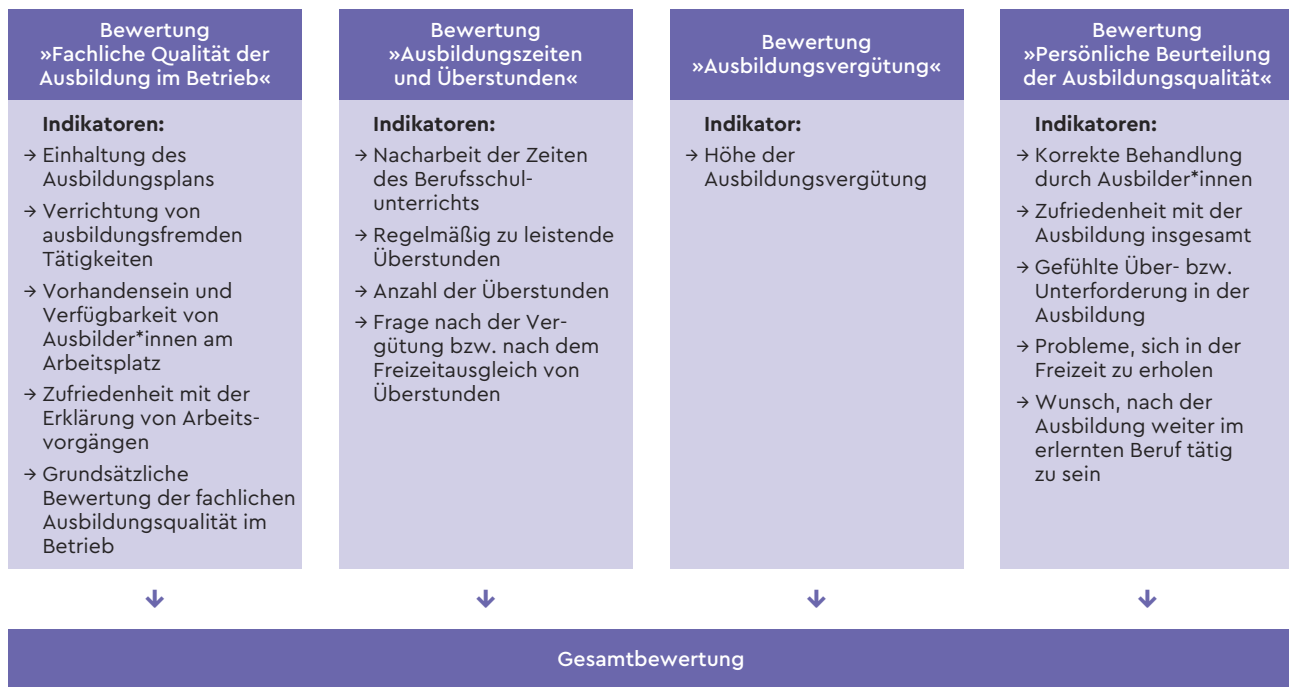 Bewertung
»Fachliche Qualität der
Ausbildung im Betrieb«
Indikatoren:
→ Einhaltung des
Ausbildungsplans
→ Verrichtung von
ausbildungsfremden
Tätigkeiten
→ Vorhandensein und
Verfügbarkeit von
Ausbilder*innen am
Arbeitsplatz
→ Zufriedenheit mit der
Erklärung von Arbeits-
vorgängen
→ Grundsätzliche
Bewertung der fachlichen
Ausbildungsqualität im
Betrieb
Bewertung
»Ausbildungszeiten
und Überstunden«
Indikatoren:
→ Nacharbeit der Zeiten
des Berufsschul-
unterrichts
→ Regelmäßig zu leistende
Überstunden
→ Anzahl der Überstunden
→ Frage nach der Ver-
gütung bzw. nach dem
Freizeitausgleich von
Überstunden
Bewertung
»Ausbildungsvergütung«
Indikator:
→ Höhe der
Ausbildungsvergütung
Bewertung
»Persönliche Beurteilung
der Ausbildungsqualität«
Indikatoren:
→ Korrekte Behandlung
durch Ausbilder*innen
→ Zufriedenheit mit der
Ausbildung insgesamt
→ Gefühlte Über- bzw.
Unterforderung in der
Ausbildung
→ Probleme, sich in der
Freizeit zu erholen
→ Wunsch, nach der
Ausbildung weiter im
erlernten Beruf tätig
zu sein
Gesamtbewertung